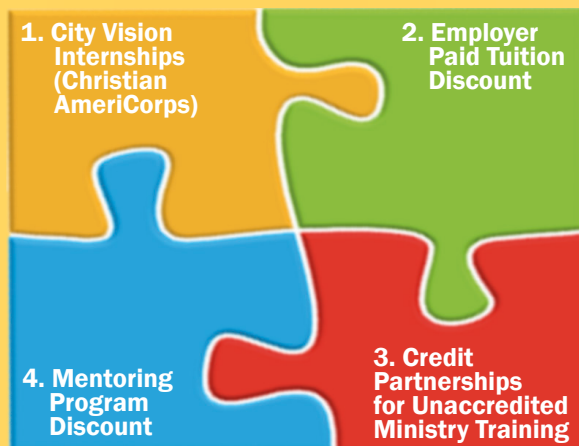 1. City Vision
Internships
(Christian
AmeriCorps)
2. Employer
Paid Tuition
Discount
3. Credit
Partnerships
for Unaccredited
Ministry Training
4. Mentoring
Program
Discount